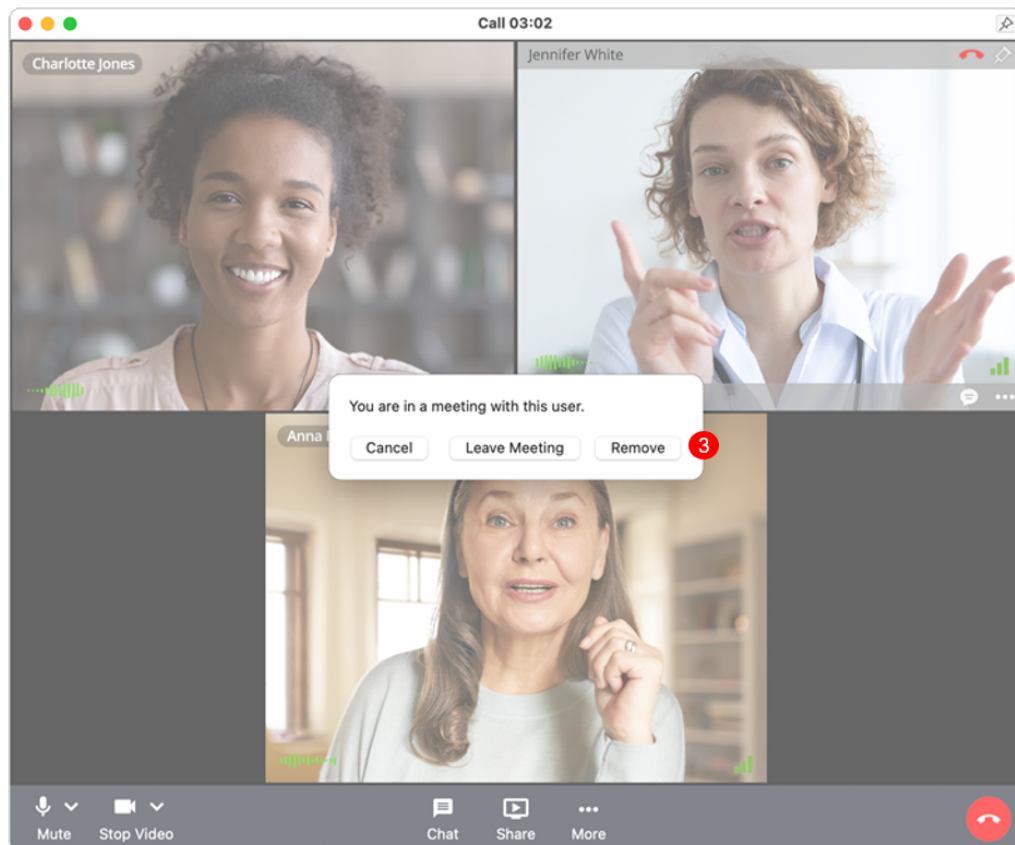 Call 03:02
Charlotte Jones
Jennifer White
You are in a meeting with this user.
Anna
Cancel Leave Meeting Remove 3
Mute Stop Video Chat Share More